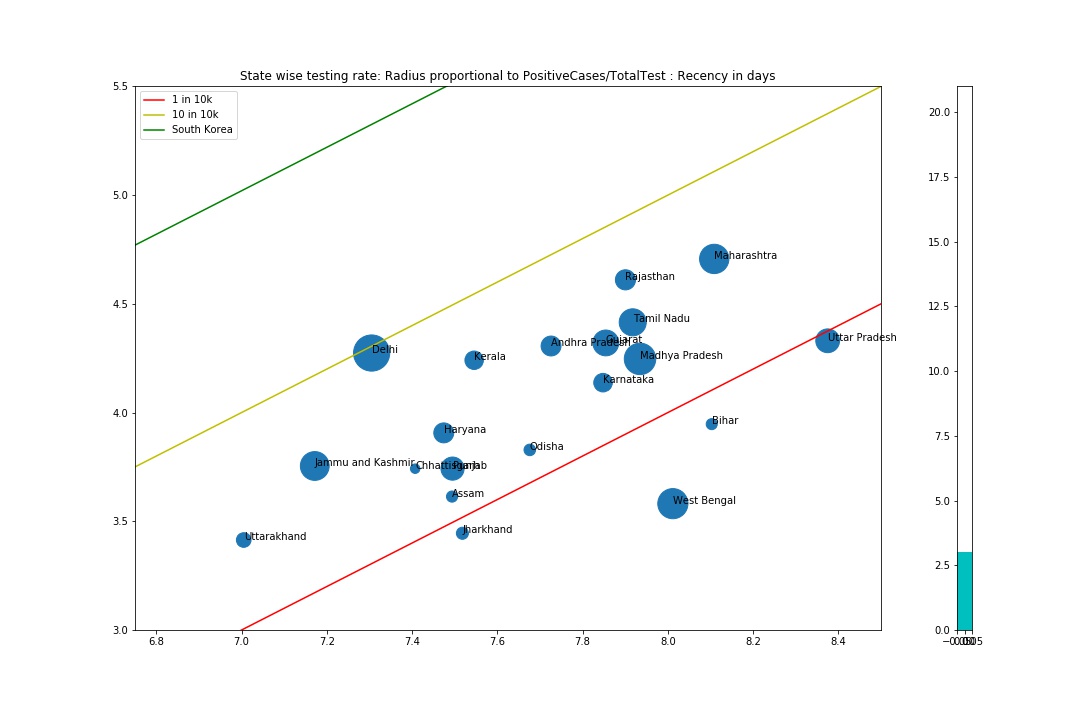 State wise testing rate: Radius proportional to PositiveCases/TotalTest : Recency in days
1 in 10k
10 in 10k
South Korea
5.5
5.0
4.5
4.0
3.5
3.0
Maharashtra
Rajasthan
Tamil Nadu
Uttar Pradesh
Andhra Pradesh
Gujarat
Delhi
Kerala
Madhya Pradesh
Karnataka
Bihar
Haryana
Odisha
Jammu and Kashmir
Chhattisgarh
Punjab
Assam
West Bengal
Jharkhand
Uttarakhand
6.8 7.0 7.2 7.4 7.6 7.8 8.0 8.2 8.4
20.0
17.5
15.0
12.5
10.0
7.5
5.0
2.5
0.0